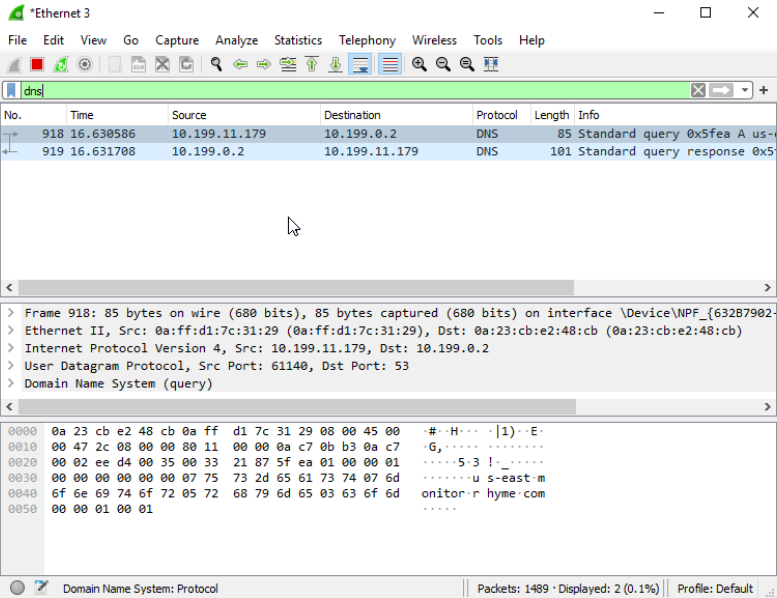 *Ethernet 3
File Edit View Go Capture Analyze Statistics Telephony Wireless Tools Help
dns
No. Time Source Destination Protocol Length Info
918 16.630586 10.199.11.179 10.199.0.2 DNS 85 Standard query 0x5fea A us-
919 16.631708 10.199.0.2 10.199.11.179 DNS 101 Standard query response 0x5
Frame 918: 85 bytes on wire (680 bits), 85 bytes captured (680 bits) on interface \Device\NPF_{632B7902-
Ethernet II, Src: 0a:ff:d1:7c:31:29 (0a:ff:d1:7c:31:29), Dst: 0a:23:cb:e2:48:cb (0a:23:cb:e2:48:cb)
Internet Protocol Version 4, Src: 10.199.11.179, Dst: 10.199.0.2
User Datagram Protocol, Src Port: 61140, Dst Port: 53
Domain Name System (query)
0000 0a 23 cb e2 48 cb 0a ff d1 7c 31 29 08 00 45 00 ·#··H··· ·|1)··E·
0010 00 47 2c 08 00 00 80 11 00 00 0a c7 0b b3 0a c7 ·G,····· ········
0020 00 02 ee d4 00 35 00 33 21 87 5f ea 01 00 00 01 ·····5·3 !·_·····
0030 00 00 00 00 00 00 07 75 73 2d 65 61 73 74 07 6d ·······u s-east·m
0040 6f 6e 69 74 6f 72 05 72 68 79 6d 65 03 63 6f 6d onitor·r hyme·com
0050 00 00 01 00 01 ·····
Domain Name System: Protocol Packets: 1489 · Displayed: 2 (0.1%) Profile: Default